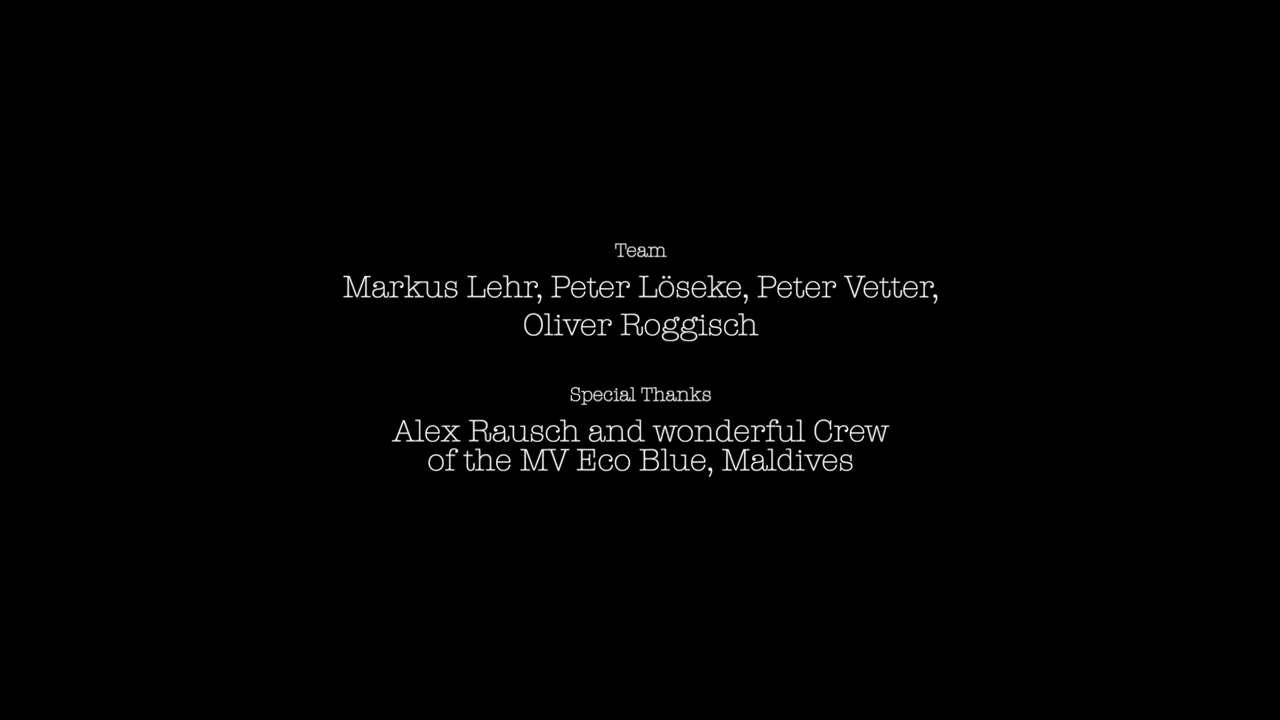 Team
Markus Lehr, Peter Löseke, Peter Vetter,
Oliver Roggisch
Special Thanks
Alex Rausch and wonderful Crew
of the MV Eco Blue, Maldives